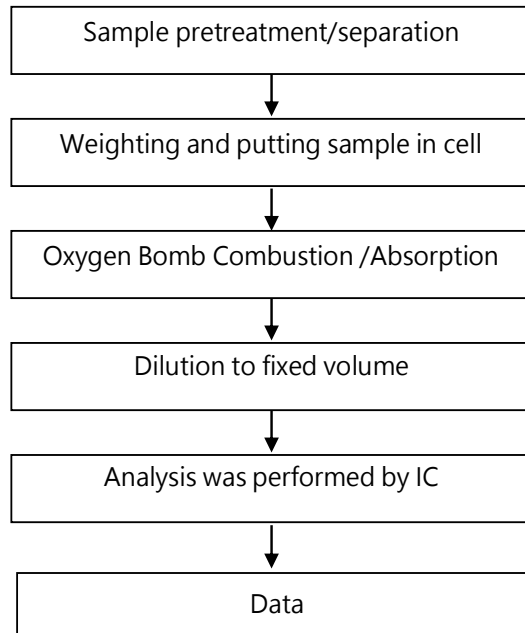 Sample pretreatment/separation
Weighting and putting sample in cell
Oxygen Bomb Combustion /Absorption
Dilution to fixed volume
Analysis was performed by IC
Data